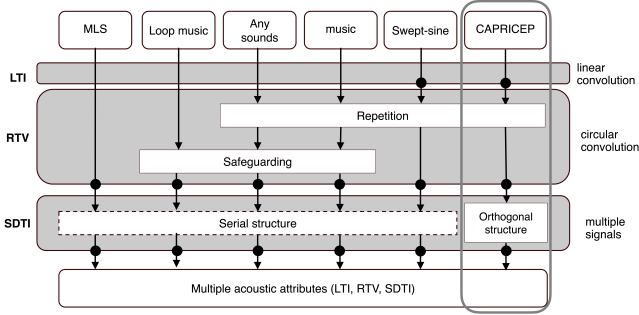 MLS
Loop music
Any
sounds
music
Swept-sine
CAPRICEP
LTI
linear
convolution
Repetition
RTV
circular
convolution
Safeguarding
SDTI
Serial structure
Orthogonal
structure
multiple
signals
Multiple acoustic attributes (LTI, RTV, SDTI)